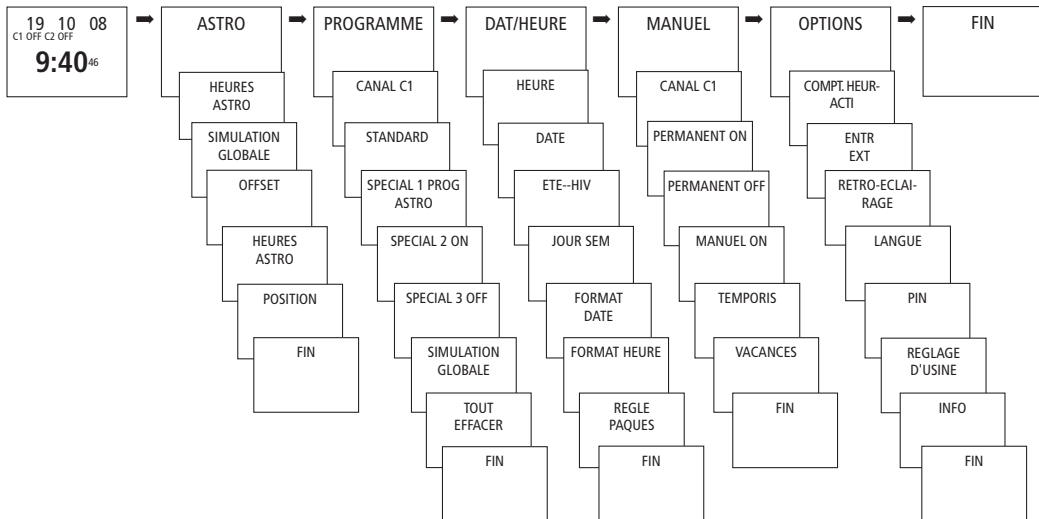 19 10 08
C1 OFF C2 OFF
9:40 46
ASTRO
HEURES
ASTRO
SIMULATION
GLOBALE
OFFSET
HEURES
ASTRO
POSITION
FIN
PROGRAMME
CANAL C1
STANDARD
SPECIAL 1 PROG
ASTRO
SPECIAL 2 ON
SPECIAL 3 OFF
SIMULATION
GLOBALE
TOUT
EFFACER
FIN
DAT/HEURE
HEURE
DATE
ETE--HIV
JOUR SEM
FORMAT
DATE
FORMAT HEURE
REGLE
PAQUES
FIN
MANUEL
CANAL C1
PERMANENT ON
PERMANENT OFF
MANUEL ON
TEMPORIS
VACANCES
FIN
OPTIONS
COMPT. HEUR-
ACTI
ENTR
EXT
RETRO-ECLAI-
RAGE
LANGUE
PIN
REGLAGE
D'USINE
INFO
FIN
FIN